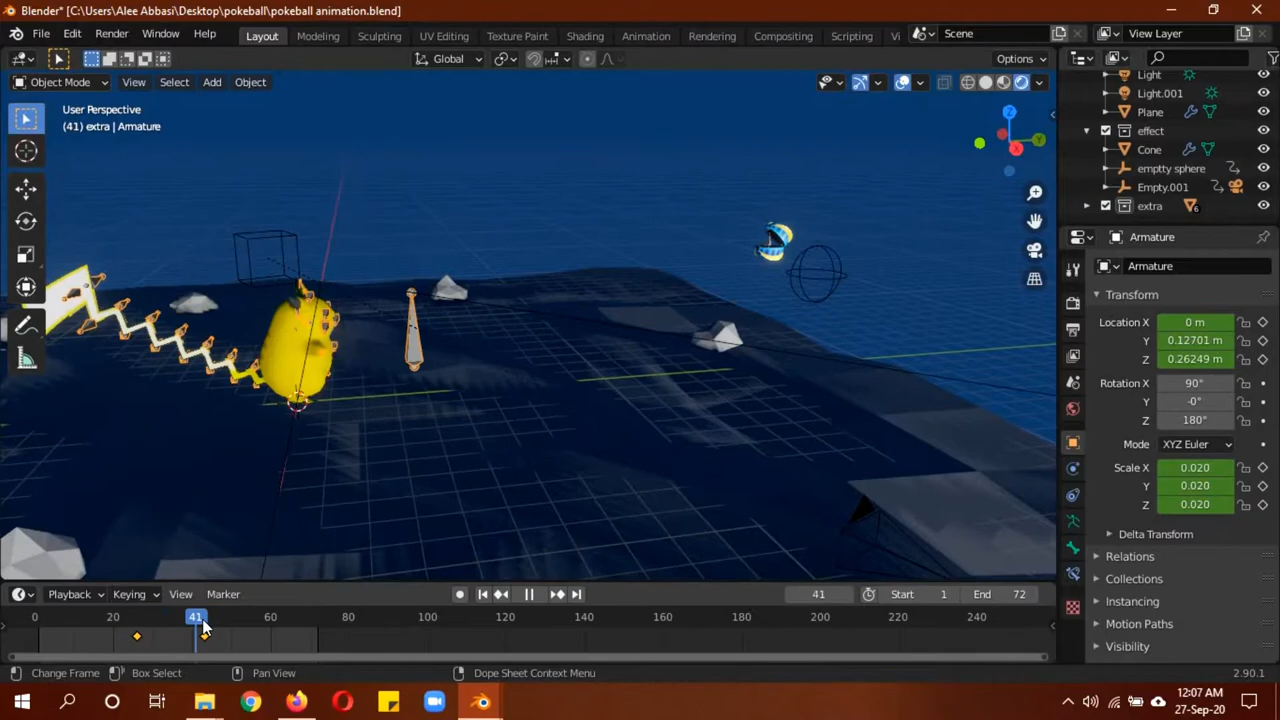 Blender* [C:\Users\Alee Abbasi\Desktop\pokeball\pokeball animation.blend]
File Edit Render Window Help Layout Modeling Sculpting UV Editing Texture Paint Shading Animation Rendering Compositing Scripting Vi Scene View Layer
Global Options
Object Mode View Select Add Object
User Perspective
(41) extra | Armature
Z
Y
X
Light
Light.001
Plane
effect
Cone
emptty sphere
Empty.001
extra 6
Armature
Armature
Transform
Location X 0 m
Y 0.12701 m
Z 0.26249 m
Rotation X 90°
Y -0°
Z 180°
Mode XYZ Euler
Scale X 0.020
Y 0.020
Z 0.020
Delta Transform
Relations
Collections
Instancing
Motion Paths
Visibility
Playback Keying View Marker 41 Start 1 End 72
0 20 41 60 80 100 120 140 160 180 200 220 240
Change Frame Box Select Pan View Dope Sheet Context Menu 2.90.1
12:07 AM
27-Sep-20